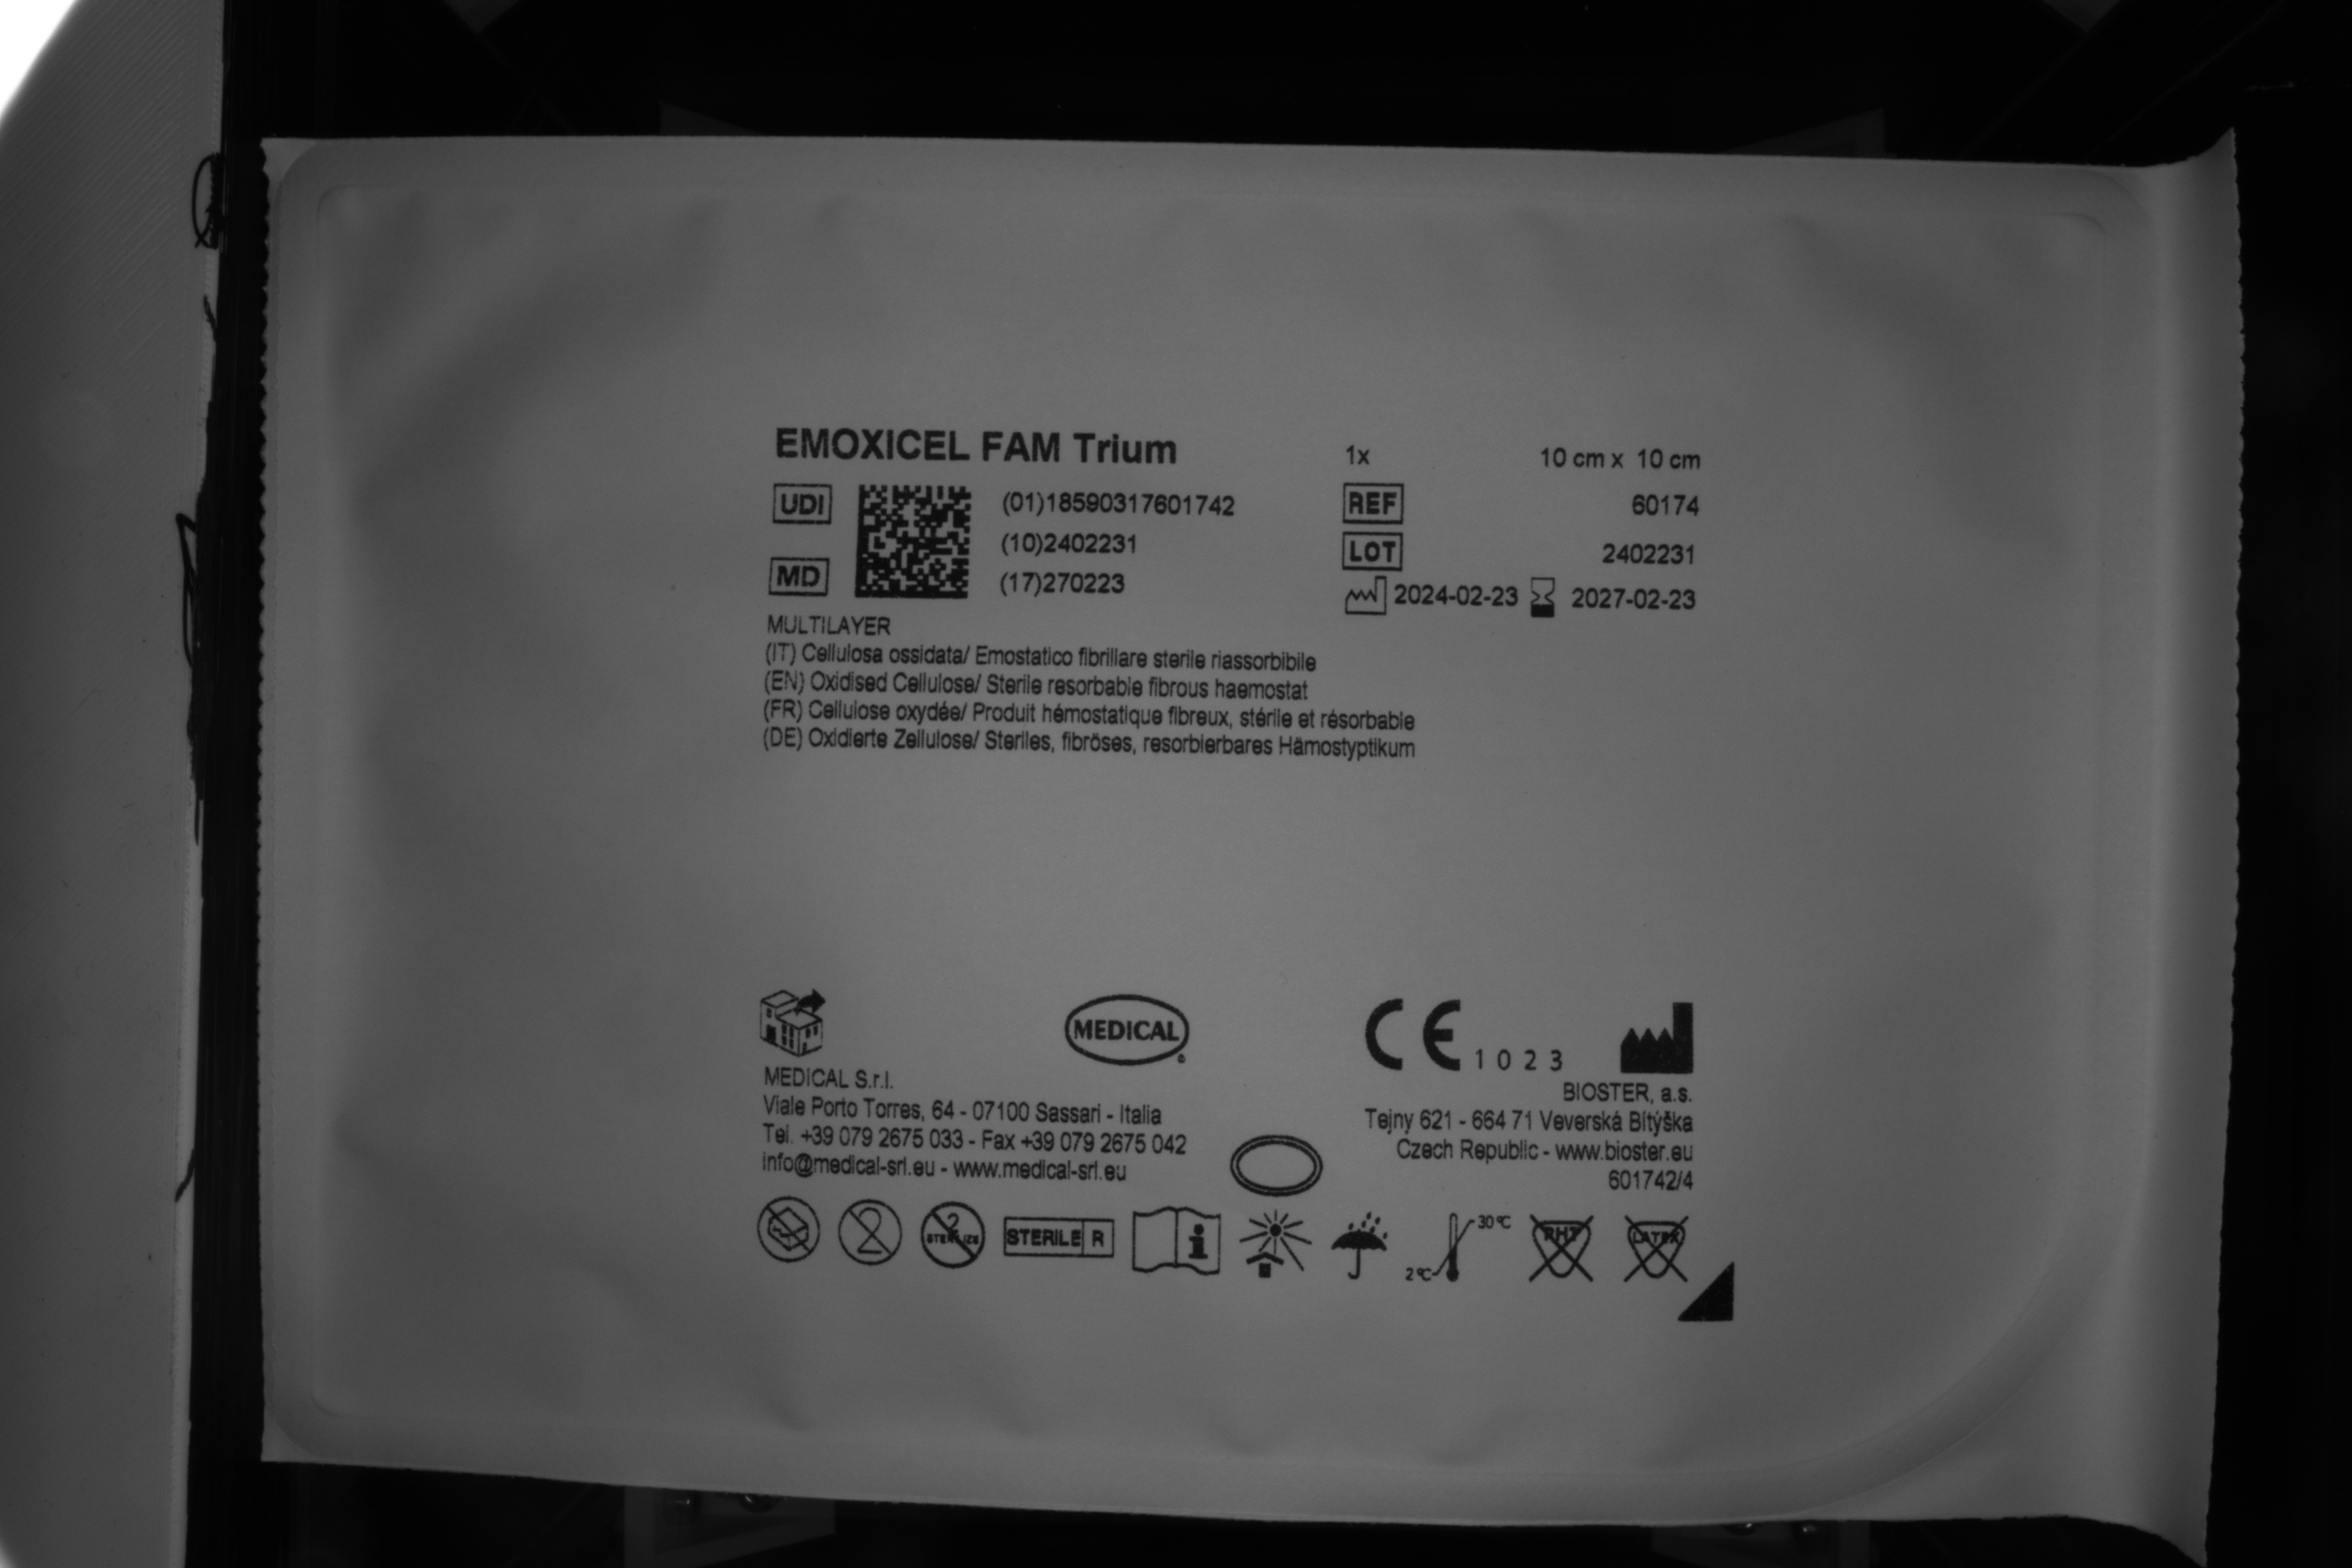 EMOXICEL FAM Trium
1x 10 cm x 10 cm
UDI (01)18590317601742
REF 60174
(10)2402231
LOT 2402231
MD (17)270223
2024-02-23 2027-02-23
MULTILAYER
(IT) Cellulosa ossidata/ Emostatico fibrillare sterile riassorbibile
(EN) Oxidised Cellulose/ Sterile resorbable fibrous haemostat
(FR) Cellulose oxydée/ Produit hémostatique fibreux, stérile et résorbable
(DE) Oxidierte Zellulose/ Steriles, fibröses, resorbierbares Hämostyptikum
MEDICAL
CE 1023
MEDICAL S.r.l.
Viale Porto Torres, 64 - 07100 Sassari - Italia
Tel. +39 079 2675 033 - Fax +39 079 2675 042
info@medical-srl.eu - www.medical-srl.eu
BIOSTER, a.s.
Tejny 621 - 664 71 Veverská Bítýška
Czech Republic - www.bioster.eu
601742/4
2 2 STERILIZE STERILE R i 2°C 30°C PHT LATEX